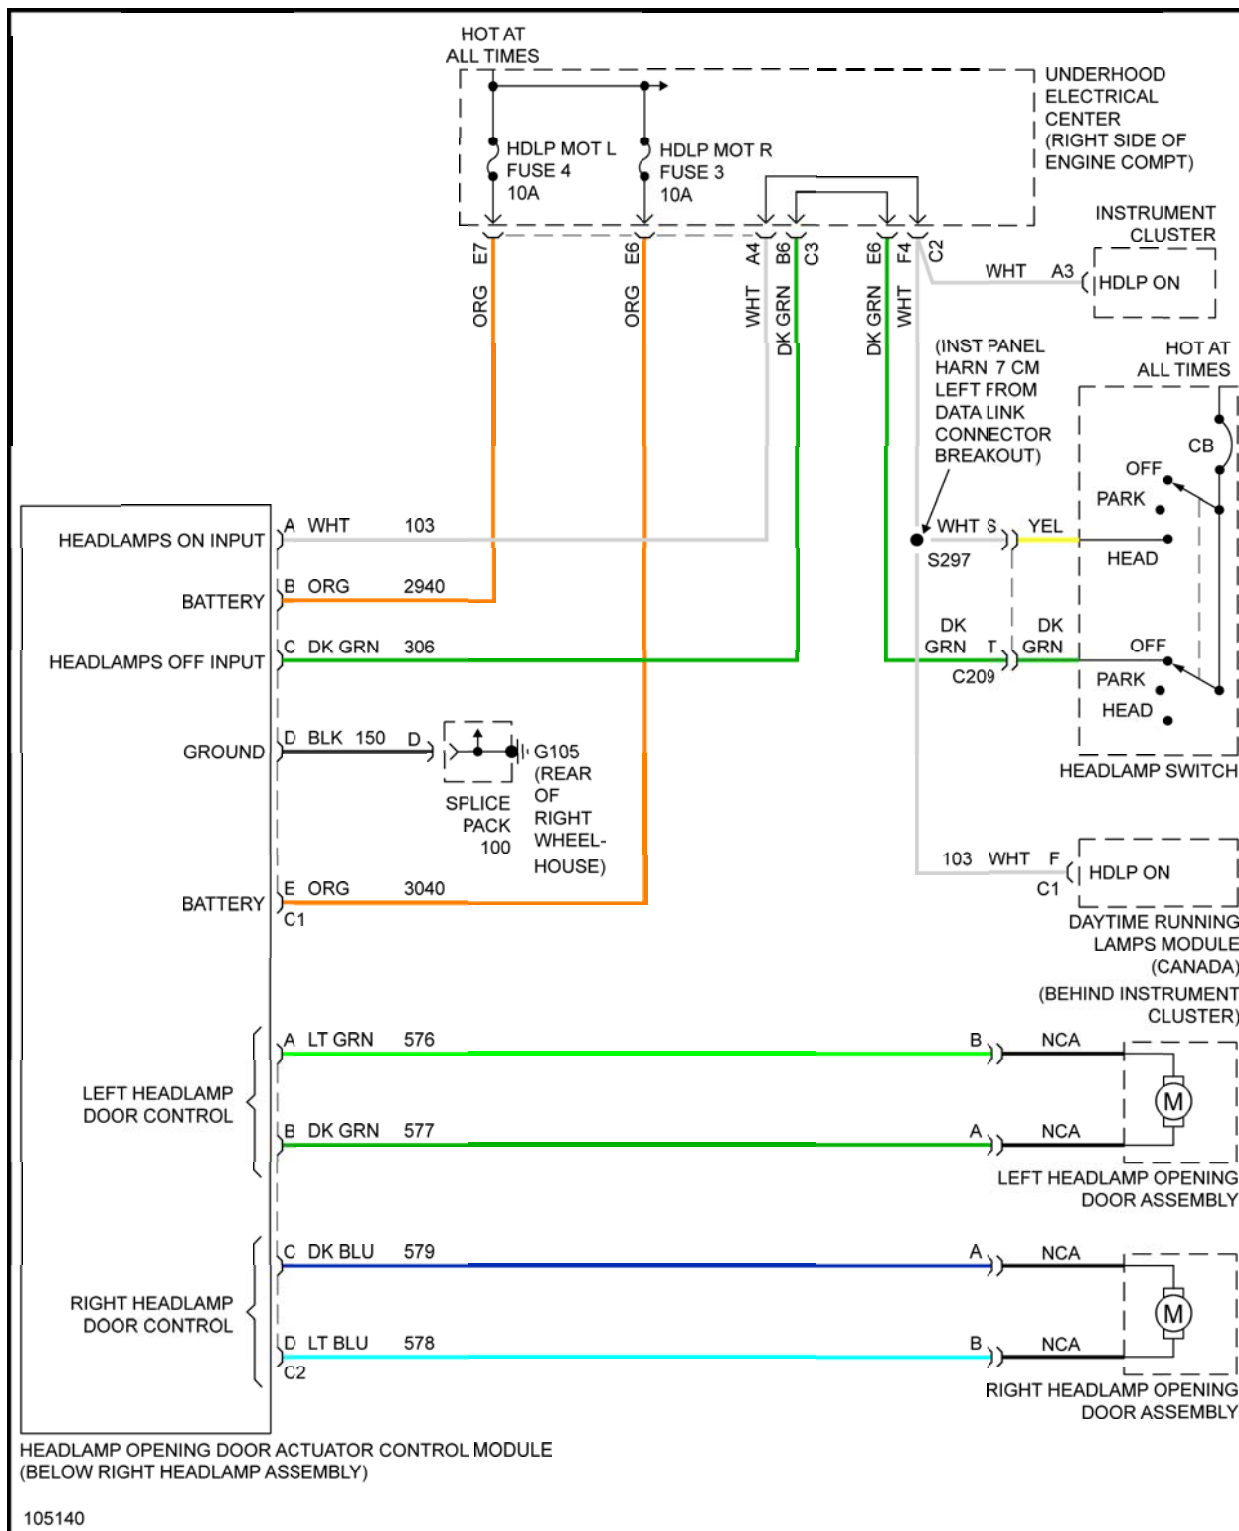 HOT AT
ALL TIMES
UNDERHOOD
ELECTRICAL
CENTER
(RIGHT SIDE OF
ENGINE COMPT)
HDLP MOT L
FUSE 4
10A
HDLP MOT R
FUSE 3
10A
E7
E6
A4
B6
C3
E6
F4
C2
ORG
ORG
WHT
DK GRN
DK GRN
WHT
INSTRUMENT
CLUSTER
WHT A3
HDLP ON
(INST PANEL
HARN 7 CM
LEFT FROM
DATA LINK
CONNECTOR
BREAKOUT)
HOT AT
ALL TIMES
CB
OFF
PARK
HEAD
WHT S YEL
S297
DK
GRN T
DK
GRN
C209
OFF
PARK
HEAD
HEADLAMP SWITCH
HEADLAMPS ON INPUT
A WHT 103
BATTERY
B ORG 2940
HEADLAMPS OFF INPUT
C DK GRN 306
GROUND
D BLK 150 D
SPLICE
PACK
100
G105
(REAR
OF
RIGHT
WHEEL-
HOUSE)
BATTERY
E ORG 3040
C1
103 WHT F
C1
HDLP ON
DAYTIME RUNNING
LAMPS MODULE
(CANADA)
(BEHIND INSTRUMENT
CLUSTER)
LEFT HEADLAMP
DOOR CONTROL
A LT GRN 576
B NCA
B DK GRN 577
A NCA
M
LEFT HEADLAMP OPENING
DOOR ASSEMBLY
RIGHT HEADLAMP
DOOR CONTROL
C DK BLU 579
A NCA
D LT BLU 578
B NCA
C2
M
RIGHT HEADLAMP OPENING
DOOR ASSEMBLY
HEADLAMP OPENING DOOR ACTUATOR CONTROL MODULE
(BELOW RIGHT HEADLAMP ASSEMBLY)
105140